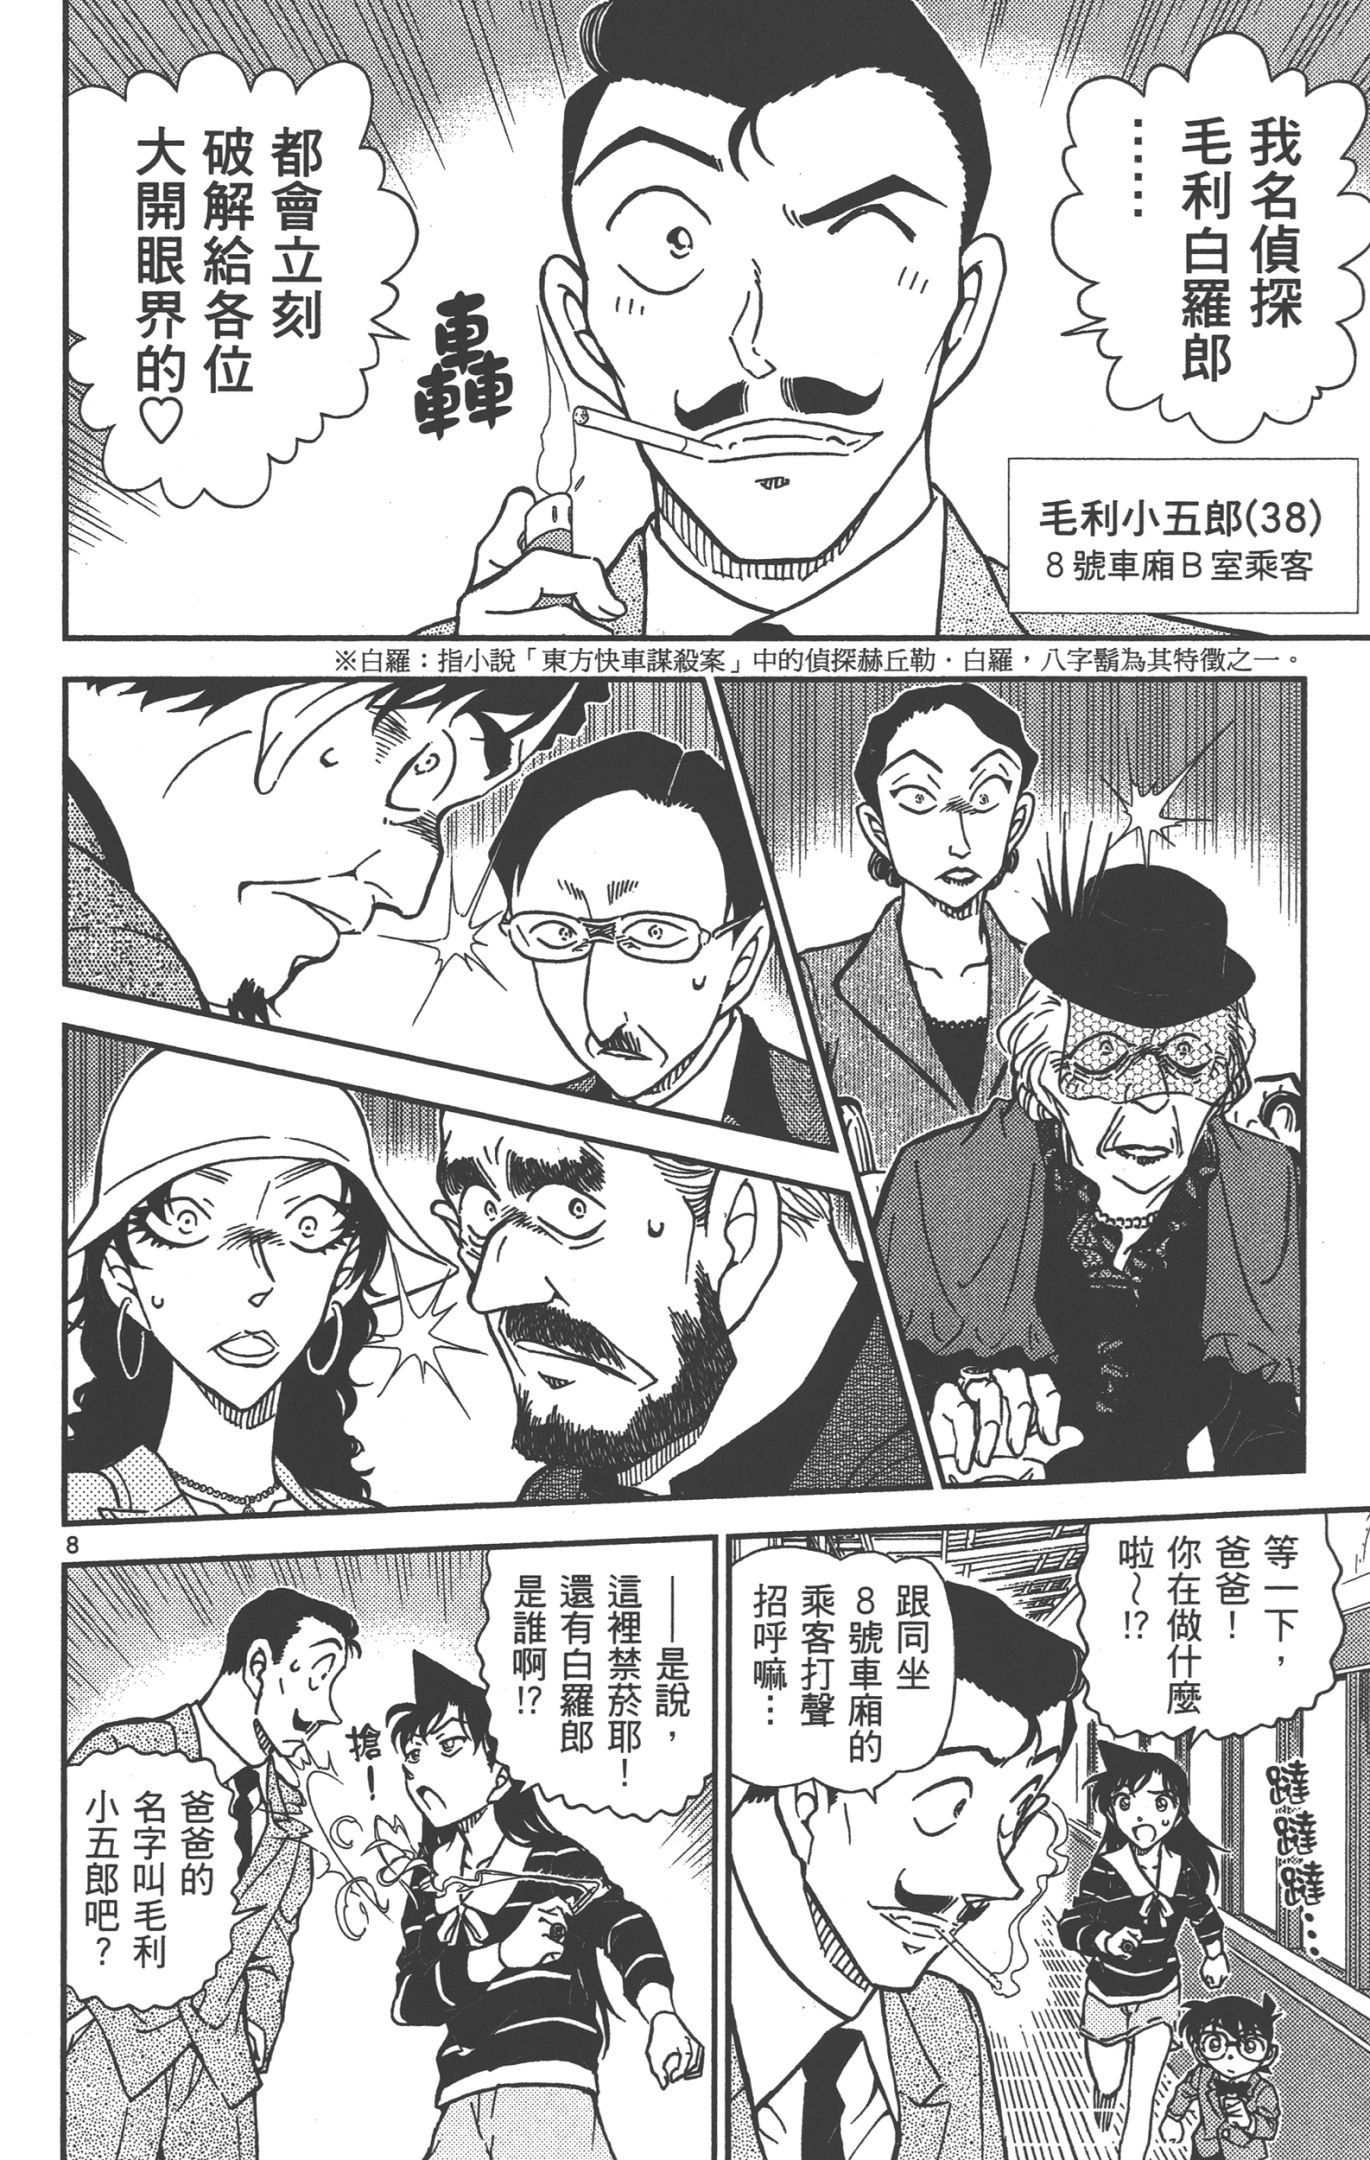 我名偵探
毛利白羅郎
……
都會立刻
破解給各位
大開眼界的♡
轟
毛利小五郎(38)
8號車廂B室乘客
※白羅：指小說「東方快車謀殺案」中的偵探赫丘勒．白羅，八字鬍為其特徵之一。
等一下，
爸爸！
你在做什麼
啦～!?
躂躂躂…
跟同坐
8號車廂的
乘客打聲
招呼嘛…
——是說，
這裡禁菸耶！
還有白羅郎
是誰啊!?
搶！
爸爸的
名字叫毛利
小五郎吧？
8